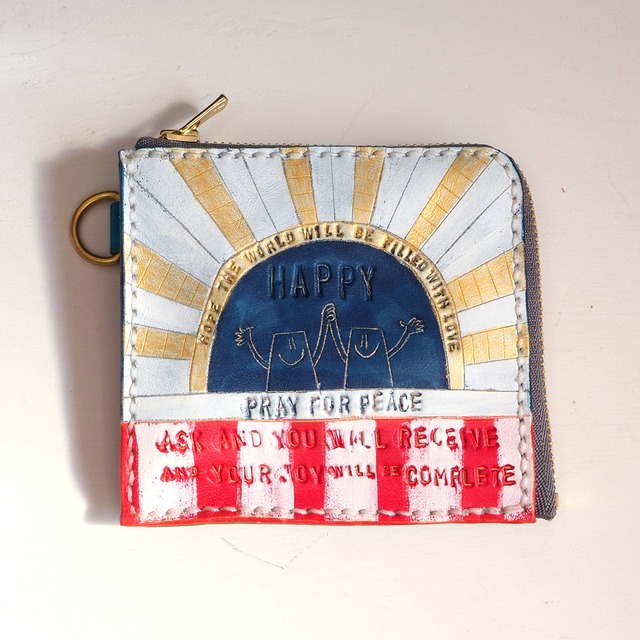 HOPE THE WORLD WILL BE FILLED WITH LOVE
HAPPY
PRAY FOR PEACE
ASK AND YOU WILL RECEIVE
AND YOUR JOY WILL BE COMPLETE